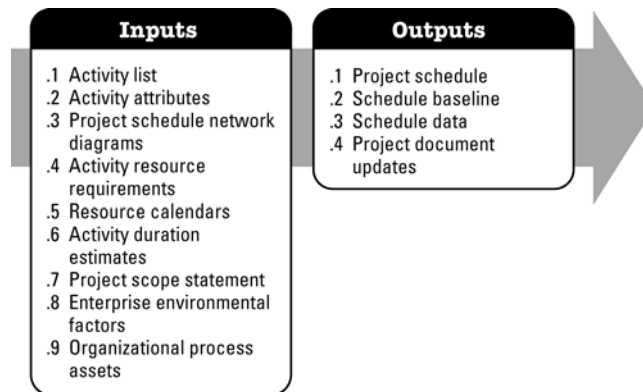 Inputs
.1 Activity list
.2 Activity attributes
.3 Project schedule network
diagrams
.4 Activity resource
requirements
.5 Resource calendars
.6 Activity duration
estimates
.7 Project scope statement
.8 Enterprise environmental
factors
.9 Organizational process
assets
Outputs
.1 Project schedule
.2 Schedule baseline
.3 Schedule data
.4 Project document
updates